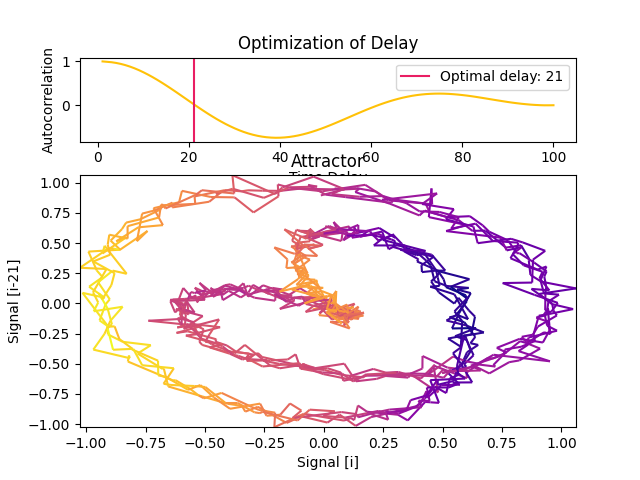 Optimization of Delay
Autocorrelation
1
0
Optimal delay: 21
0 20 40 60 80 100
Attractor
Signal [i-21]
1.00
0.75
0.50
0.25
0.00
−0.25
−0.50
−0.75
−1.00
−1.00 −0.75 −0.50 −0.25 0.00 0.25 0.50 0.75 1.00
Signal [i]